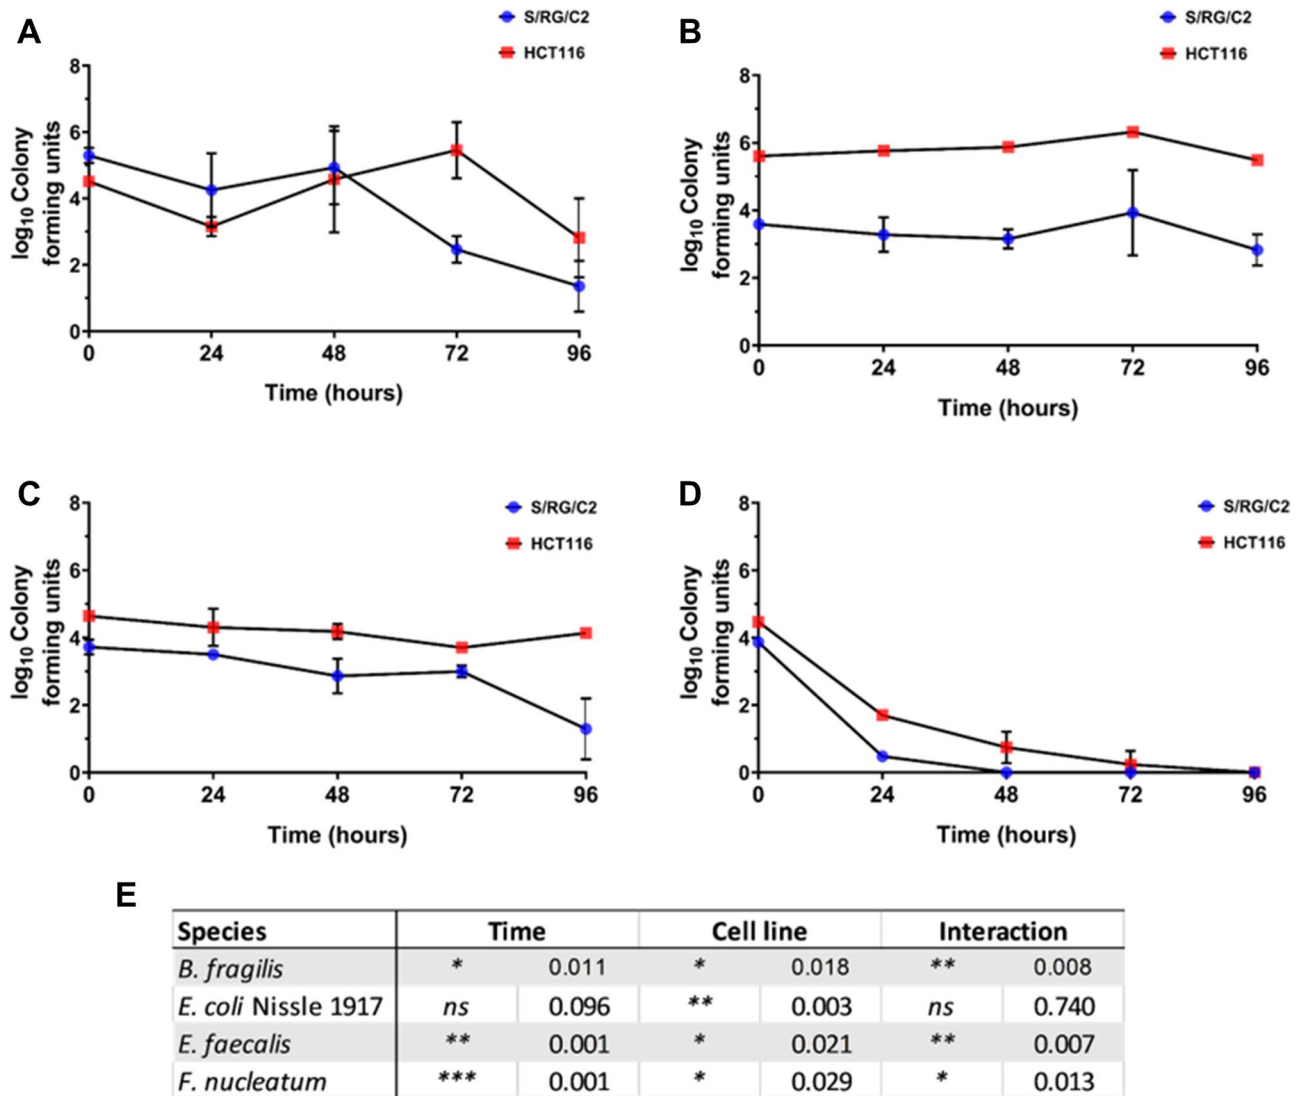 A
S/RG/C2
HCT116
log10 Colony
forming units
8
6
4
2
0
0 24 48 72 96
Time (hours)
B
S/RG/C2
HCT116
log10 Colony
forming units
8
6
4
2
0
0 24 48 72 96
Time (hours)
C
S/RG/C2
HCT116
log10 Colony
forming units
8
6
4
2
0
0 24 48 72 96
Time (hours)
D
S/RG/C2
HCT116
log10 Colony
forming units
8
6
4
2
0
0 24 48 72 96
Time (hours)
E
Species Time Cell line Interaction
B. fragilis * 0.011 * 0.018 ** 0.008
E. coli Nissle 1917 ns 0.096 ** 0.003 ns 0.740
E. faecalis ** 0.001 * 0.021 ** 0.007
F. nucleatum *** 0.001 * 0.029 * 0.013